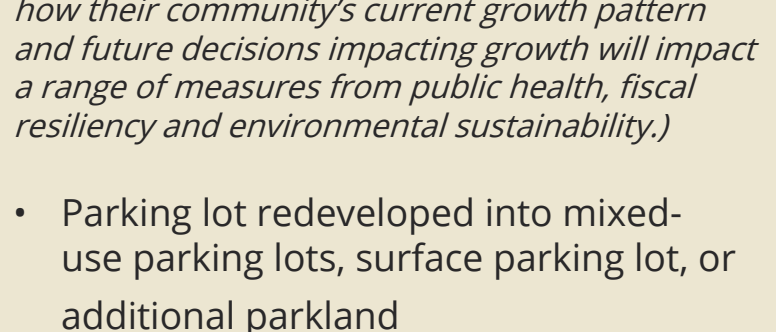 how their community's current growth pattern
and future decisions impacting growth will impact
a range of measures from public health, fiscal
resiliency and environmental sustainability.)
• Parking lot redeveloped into mixed-
use parking lots, surface parking lot, or
additional parkland